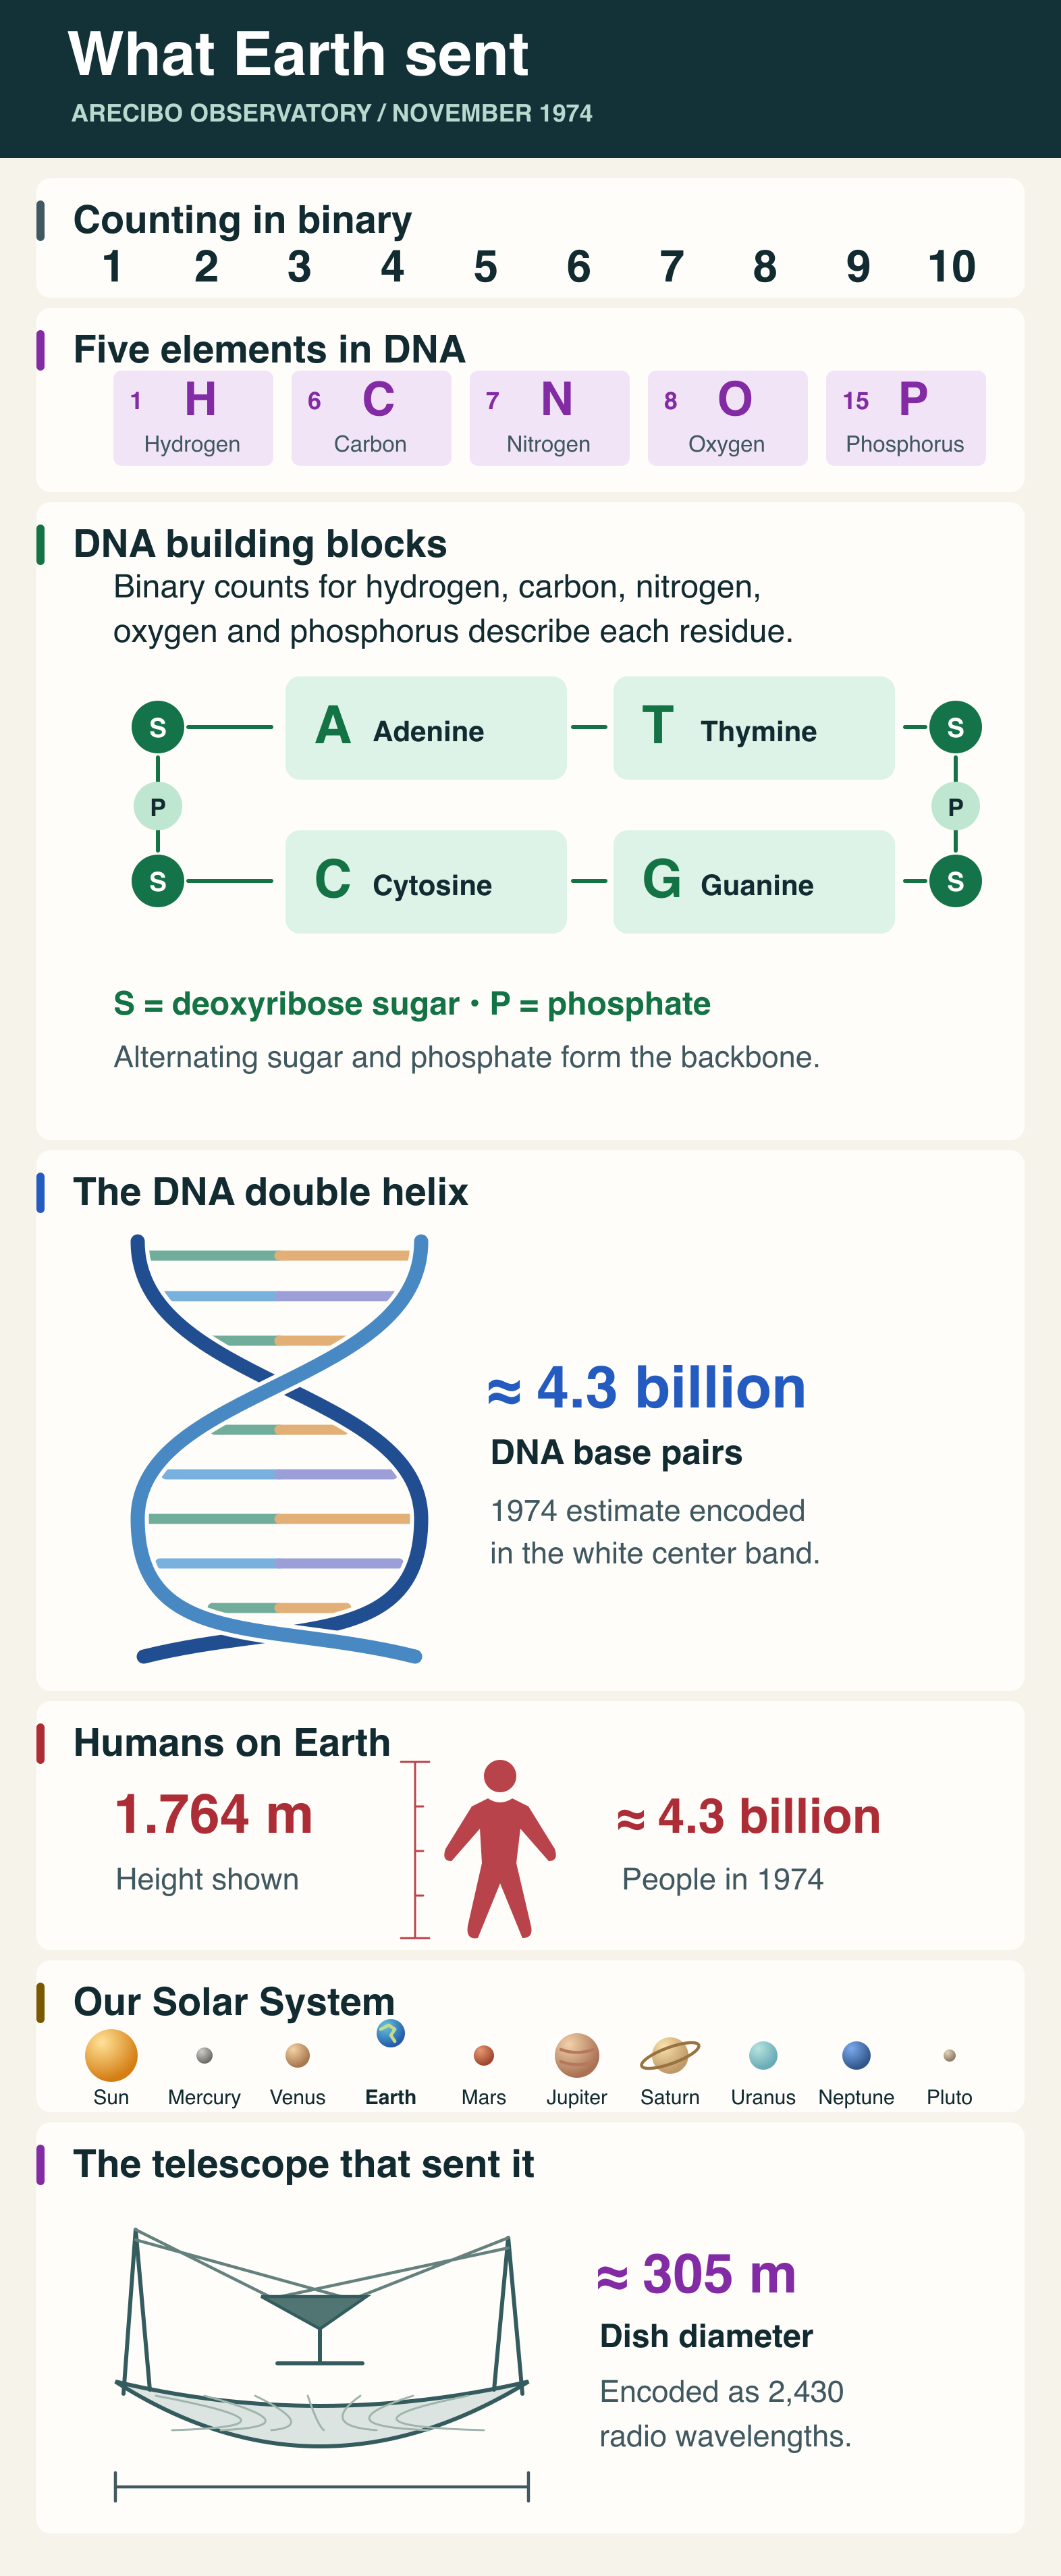 What Earth sent
ARECIBO OBSERVATORY / NOVEMBER 1974
Counting in binary
1 2 3 4 5 6 7 8 9 10
Five elements in DNA
1 H 6 C 7 N 8 O 15 P
Hydrogen Carbon Nitrogen Oxygen Phosphorus
DNA building blocks
Binary counts for hydrogen, carbon, nitrogen,
oxygen and phosphorus describe each residue.
S A Adenine T Thymine S
P P
S C Cytosine G Guanine S
S = deoxyribose sugar • P = phosphate
Alternating sugar and phosphate form the backbone.
The DNA double helix
≈ 4.3 billion
DNA base pairs
1974 estimate encoded
in the white center band.
Humans on Earth
1.764 m ≈ 4.3 billion
Height shown People in 1974
Our Solar System
Sun Mercury Venus Earth Mars Jupiter Saturn Uranus Neptune Pluto
The telescope that sent it
≈ 305 m
Dish diameter
Encoded as 2,430
radio wavelengths.